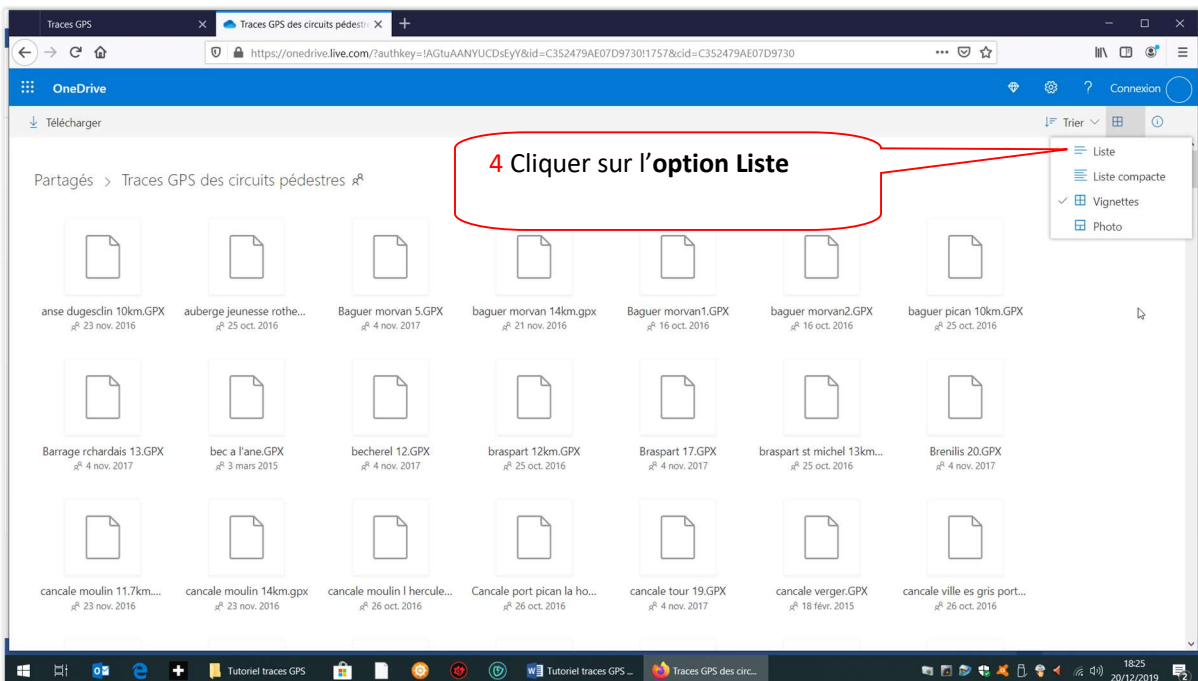 Traces GPS
Traces GPS des circuits pédestr
https://onedrive.live.com/?authkey=!AGtuAANYUCDsEyY&id=C352479AE07D9730!1757&cid=C352479AE07D9730
OneDrive
Connexion
Télécharger
Trier
4 Cliquer sur l'option Liste
Liste
Liste compacte
Vignettes
Photo
Partagés > Traces GPS des circuits pédestres
anse dugesclin 10km.GPX auberge jeunesse rothe... Baguer morvan 5.GPX baguer morvan 14km.gpx Baguer morvan1.GPX baguer morvan2.GPX baguer pican 10km.GPX
23 nov. 2016 25 oct. 2016 4 nov. 2017 21 nov. 2016 16 oct. 2016 16 oct. 2016 25 oct. 2016
Barrage rchardais 13.GPX bec a l'ane.GPX becherel 12.GPX braspart 12km.GPX Braspart 17.GPX braspart st michel 13km... Brenilis 20.GPX
4 nov. 2017 3 mars 2015 4 nov. 2017 25 oct. 2016 4 nov. 2017 25 oct. 2016 4 nov. 2017
cancale moulin 11.7km.... cancale moulin 14km.gpx cancale moulin l hercule... Cancale port pican la ho... cancale tour 19.GPX cancale verger.GPX cancale ville es gris port...
23 nov. 2016 23 nov. 2016 26 oct. 2016 26 oct. 2016 4 nov. 2017 18 févr. 2015 26 oct. 2016
Tutoriel traces GPS
Tutoriel traces GPS ...
Traces GPS des circ...
18:25
20/12/2019